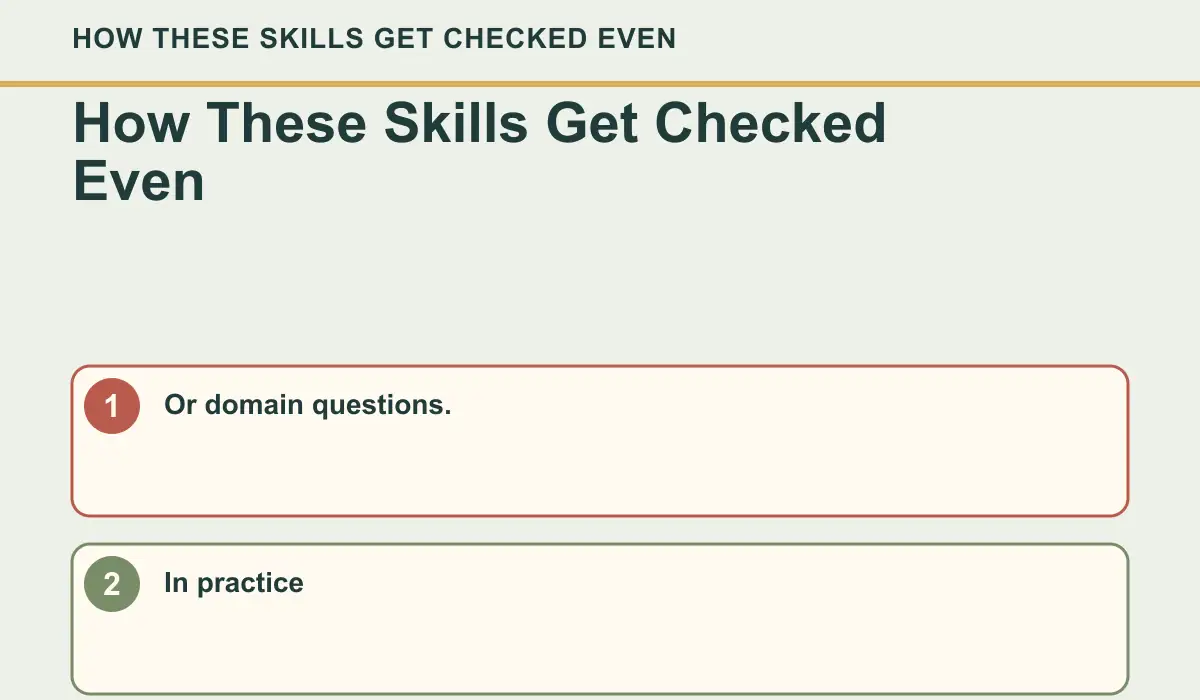 HOW THESE SKILLS GET CHECKED EVEN
How These Skills Get Checked
Even
1 Or domain questions.
2 In practice